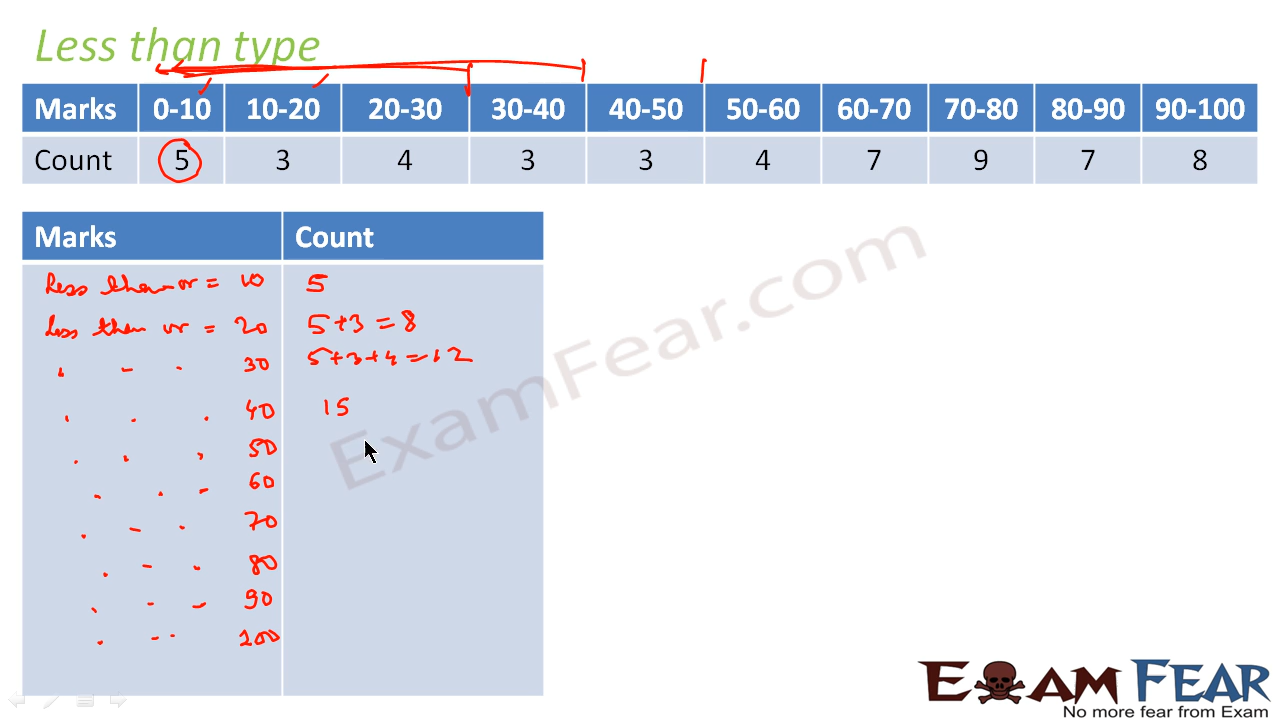 Less than type
Marks 0-10 10-20 20-30 30-40 40-50 50-60 60-70 70-80 80-90 90-100
Count 5 3 4 3 3 4 7 9 7 8
Marks Count
Less than or = 10 5
Less than or = 20 5+3=8
" " " 30 5+3+4=12
" " " 40 15
" " " 50
" " " 60
" " " 70
" " " 80
" " " 90
" " " 100
ExamFear.com
EXAM FEAR
No more fear from Exam